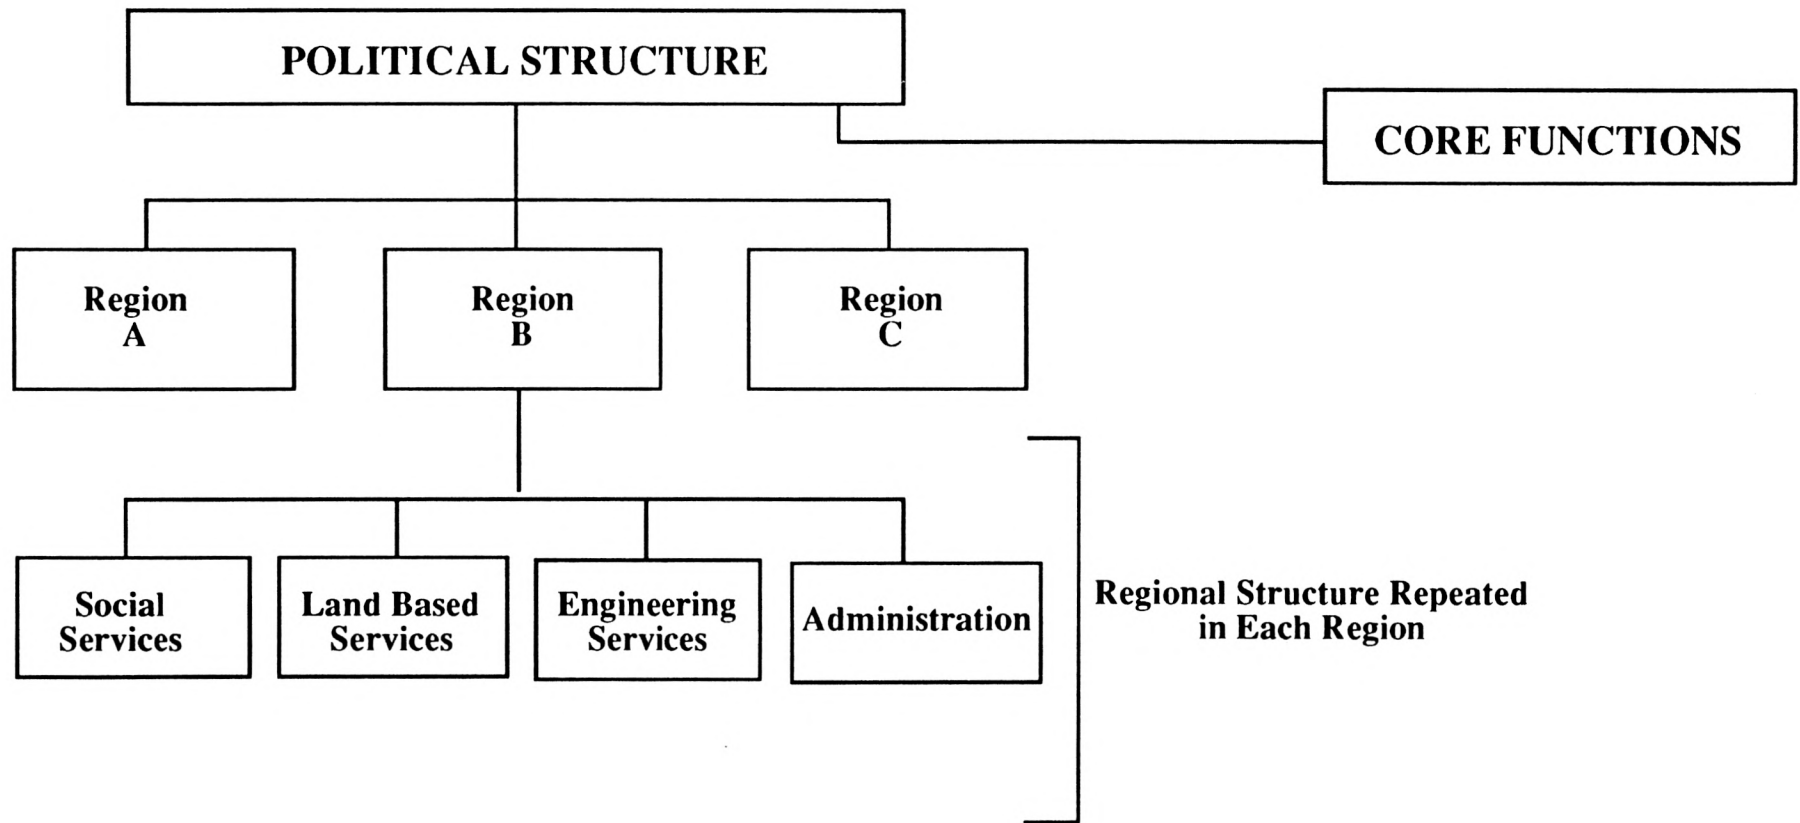 POLITICAL STRUCTURE
CORE FUNCTIONS
Region
A
Region
B
Region
C
Social
Services
Land Based
Services
Engineering
Services
Administration
Regional Structure Repeated
in Each Region